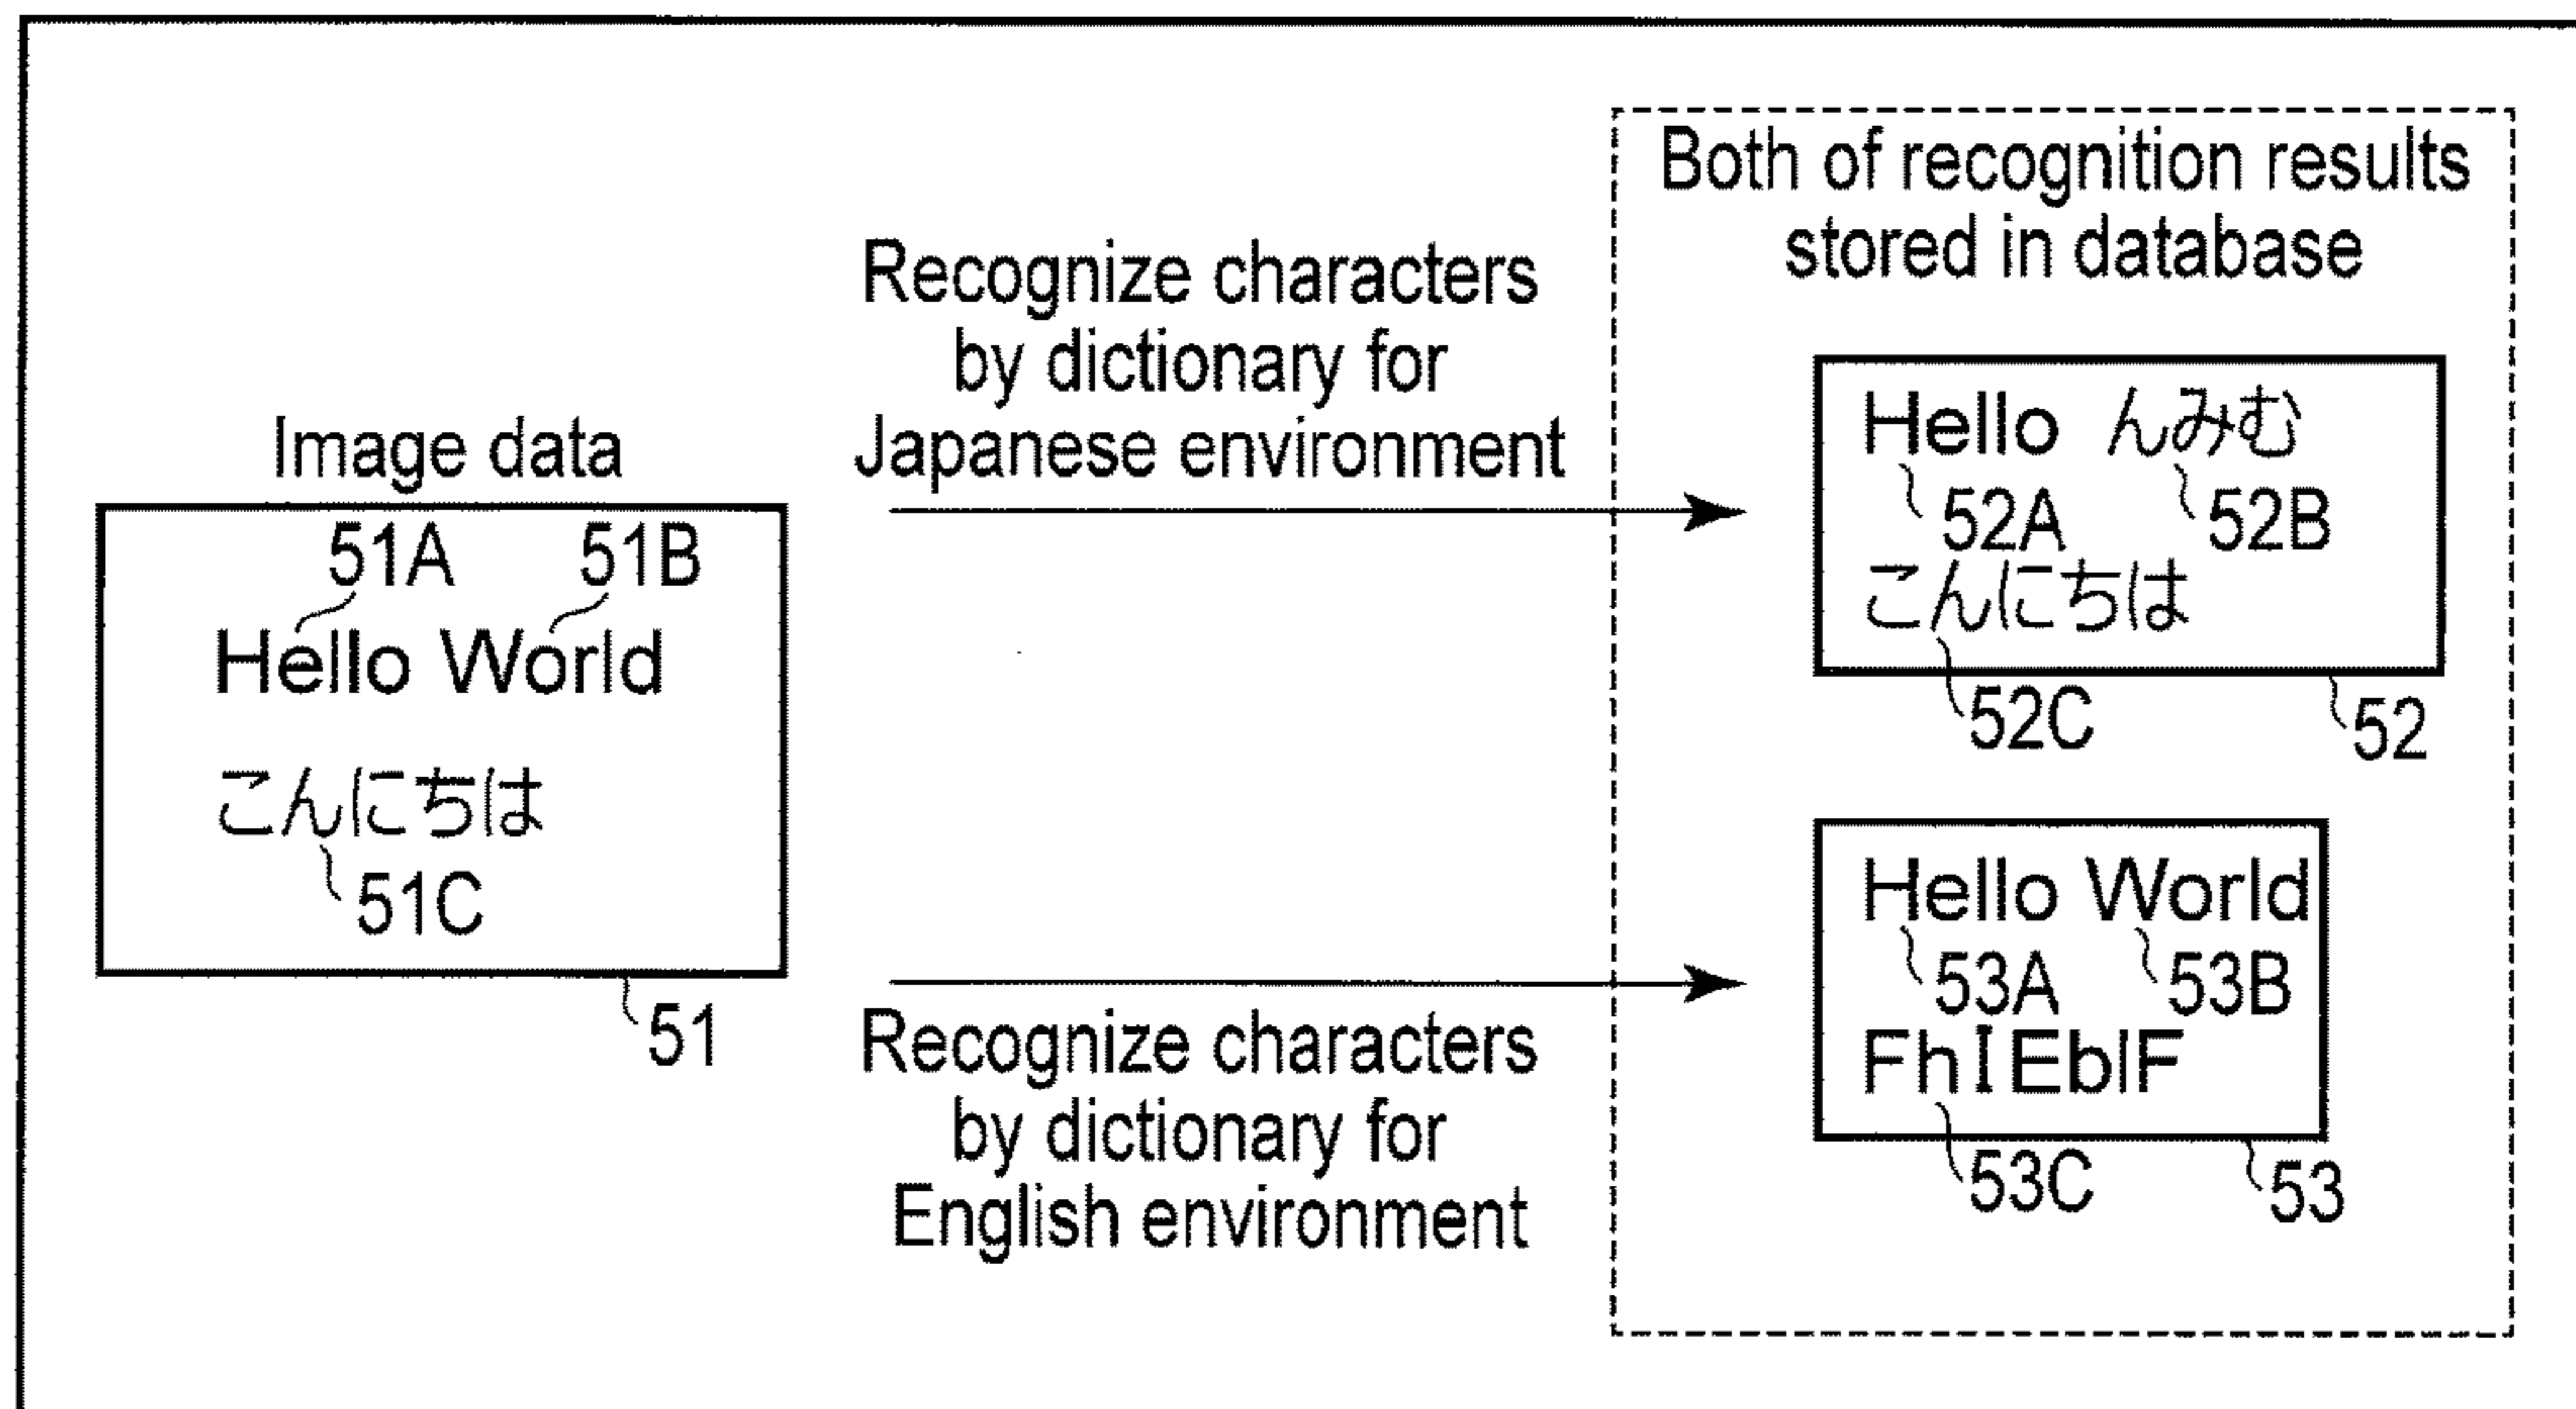 Image data
51A 51B
Hello World
こんにちは
51C
51
Recognize characters
by dictionary for
Japanese environment
Recognize characters
by dictionary for
English environment
Both of recognition results
stored in database
Hello んみむ
52A 52B
こんにちは
52C
52
Hello World
53A 53B
FhIEblF
53C
53